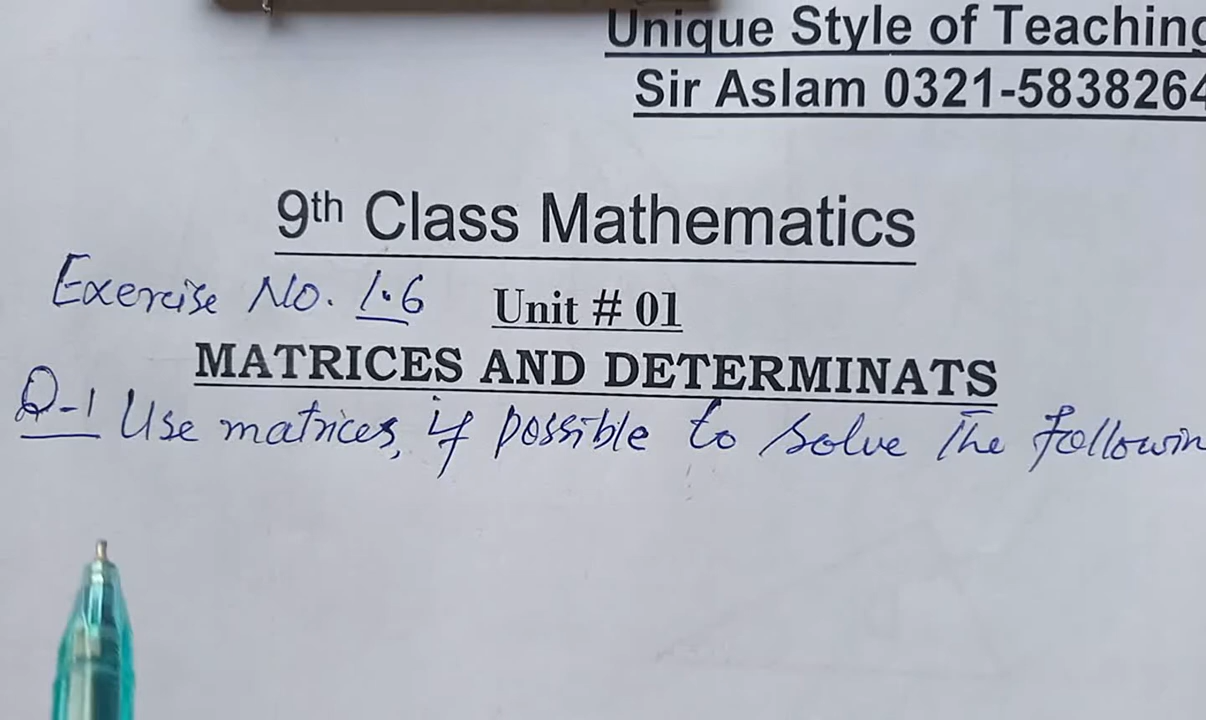 Unique Style of Teaching
Sir Aslam 0321-5838264
9th Class Mathematics
Exercise No. 1.6 Unit # 01
MATRICES AND DETERMINATS
Q-1 Use matrices, if possible to solve The followin